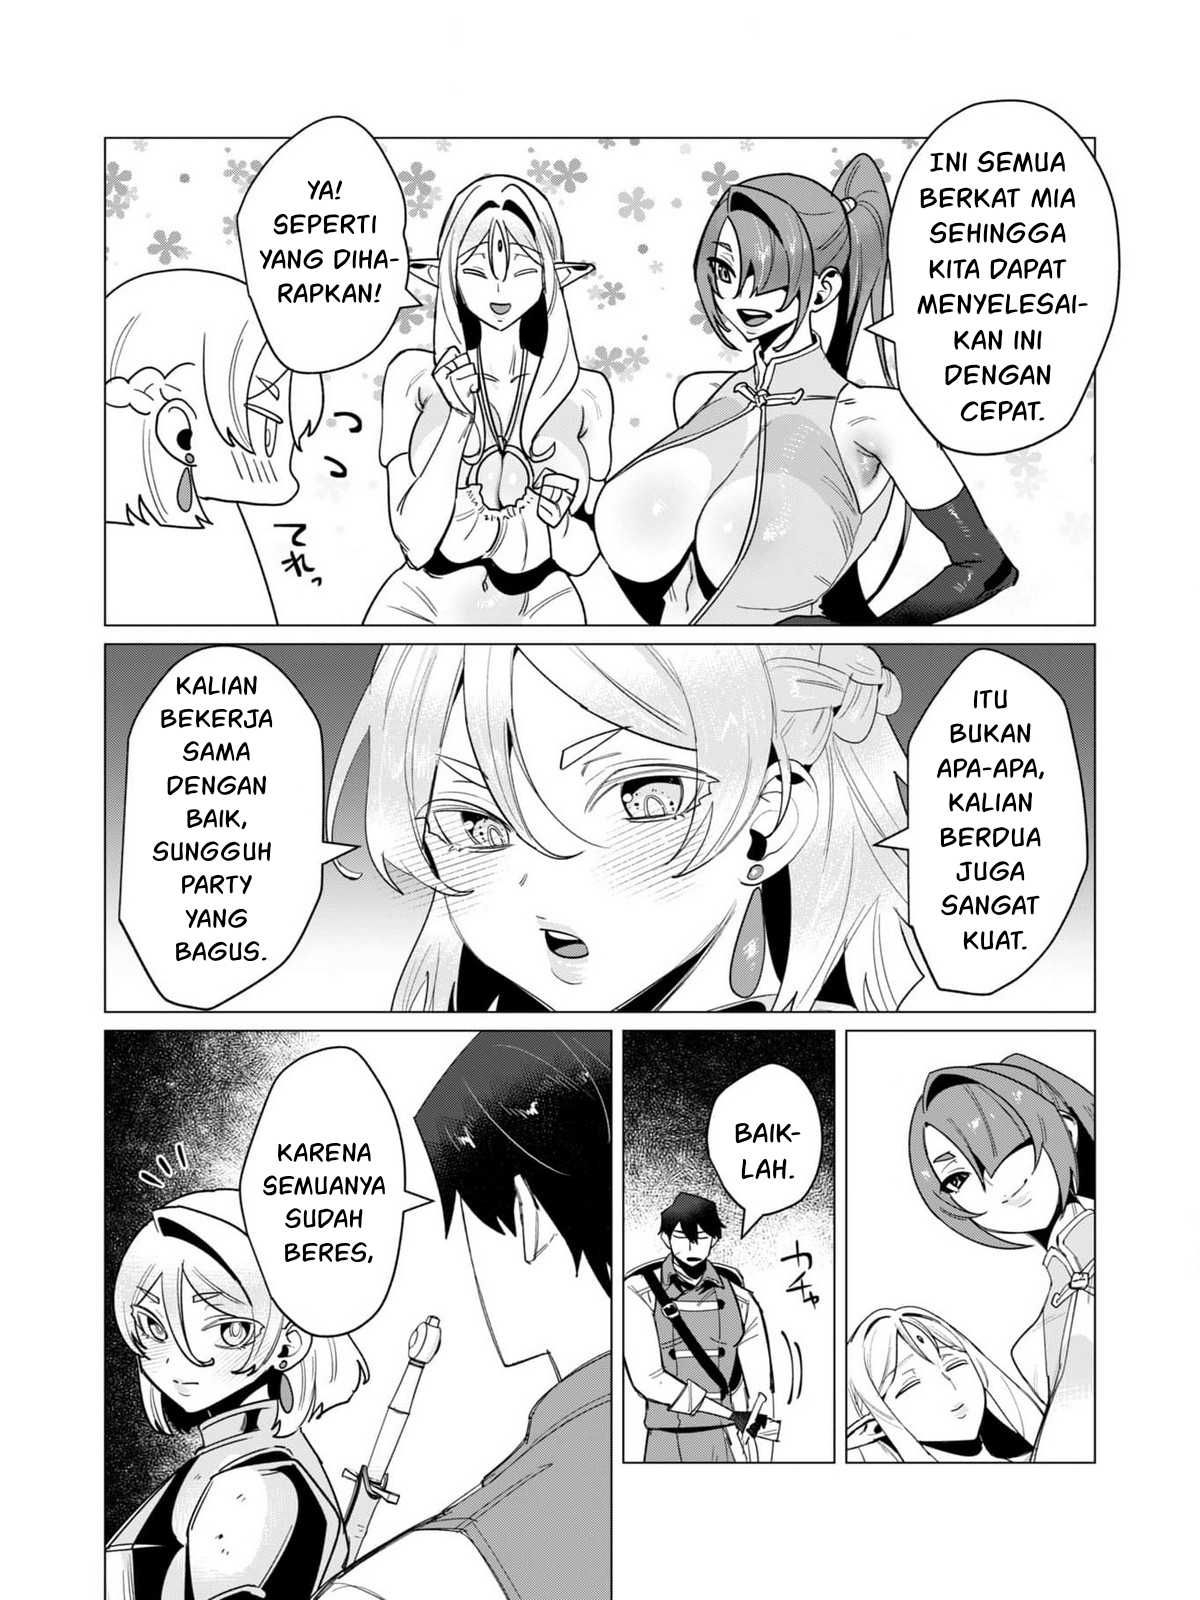 INI SEMUA
BERKAT MIA
SEHINGGA
KITA DAPAT
MENYELESAI-
KAN INI
DENGAN
CEPAT.
YA!
SEPERTI
YANG DIHA-
RAPKAN!
てれっ
ITU
BUKAN
APA-APA,
KALIAN
BERDUA
JUGA
SANGAT
KUAT.
KALIAN
BEKERJA
SAMA
DENGAN
BAIK,
SUNGGUH
PARTY
YANG
BAGUS.
BAIK-
LAH.
カチャ
KARENA
SEMUANYA
SUDAH
BERES,